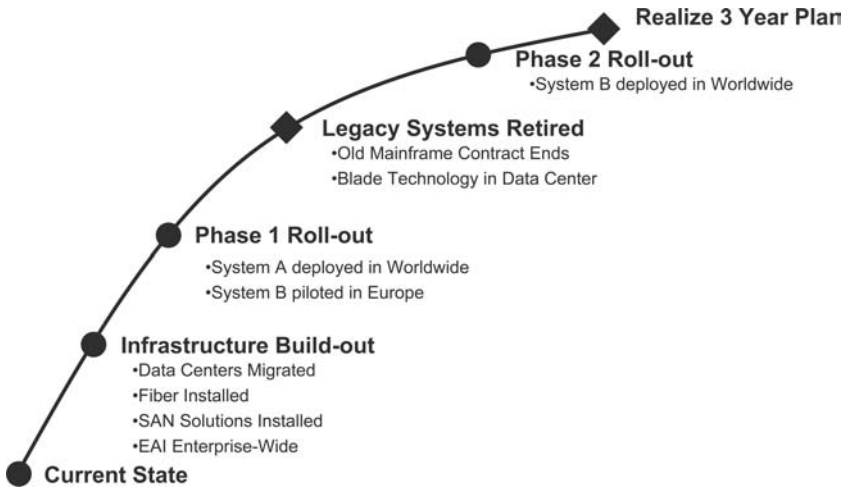 Realize 3 Year Plan
Phase 2 Roll-out
•System B deployed in Worldwide
Legacy Systems Retired
•Old Mainframe Contract Ends
•Blade Technology in Data Center
Phase 1 Roll-out
•System A deployed in Worldwide
•System B piloted in Europe
Infrastructure Build-out
•Data Centers Migrated
•Fiber Installed
•SAN Solutions Installed
•EAI Enterprise-Wide
Current State